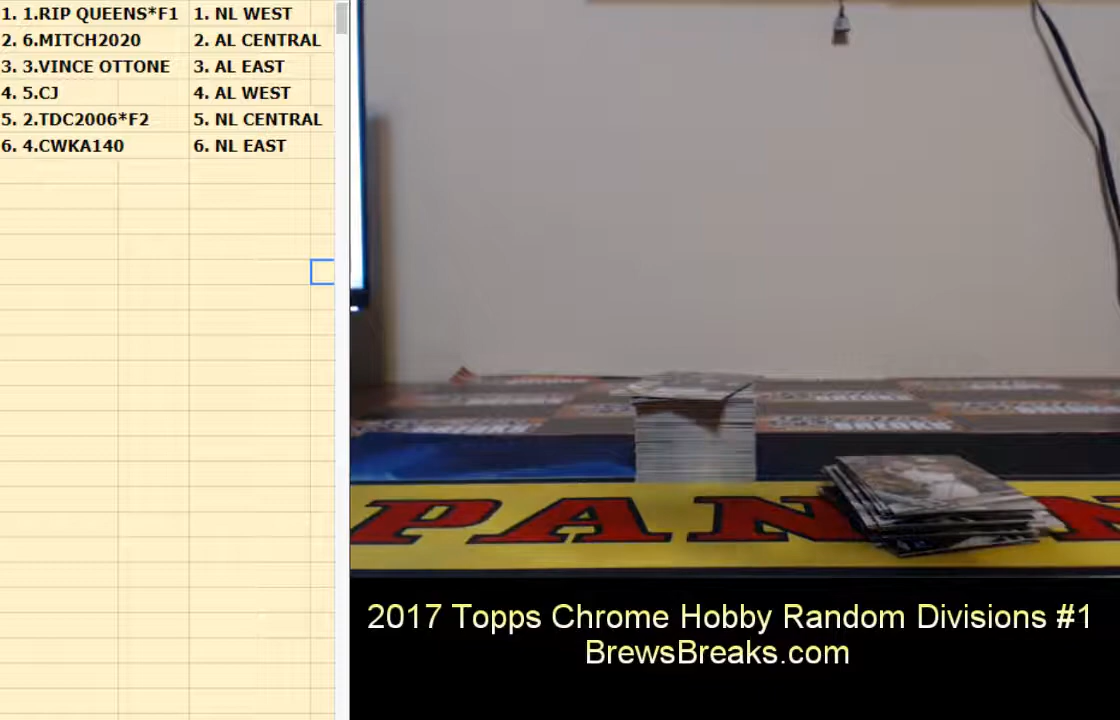 1. 1.RIP QUEENS*F1 1. NL WEST
2. 6.MITCH2020 2. AL CENTRAL
3. 3.VINCE OTTONE 3. AL EAST
4. 5.CJ 4. AL WEST
5. 2.TDC2006*F2 5. NL CENTRAL
6. 4.CWKA140 6. NL EAST
PAN
2017 Topps Chrome Hobby Random Divisions #1
BrewsBreaks.com